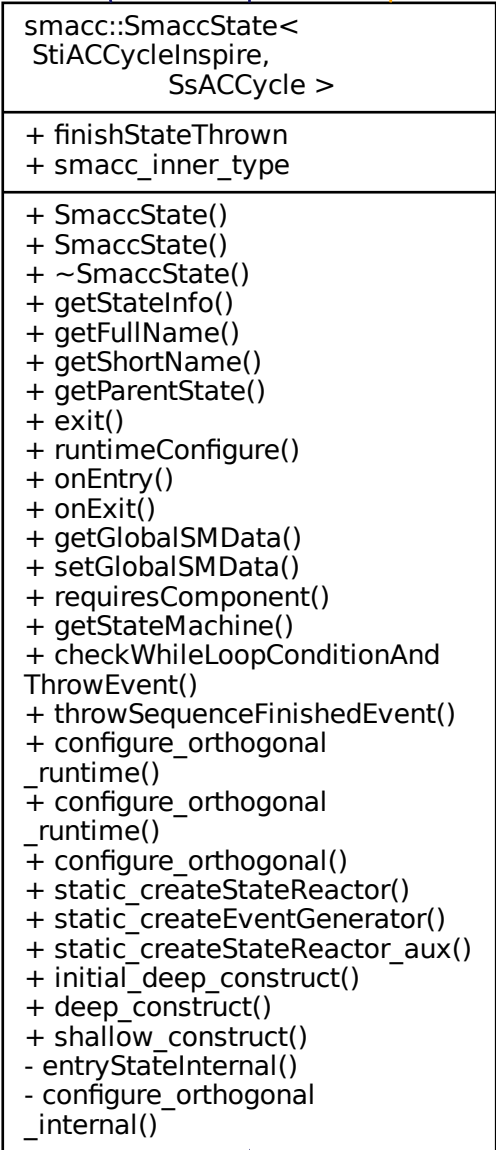 smacc::SmaccState<
StiACCycleInspire,
SsACCycle >
+ finishStateThrown
+ smacc_inner_type
+ SmaccState()
+ SmaccState()
+ ~SmaccState()
+ getStateInfo()
+ getFullName()
+ getShortName()
+ getParentState()
+ exit()
+ runtimeConfigure()
+ onEntry()
+ onExit()
+ getGlobalSMData()
+ setGlobalSMData()
+ requiresComponent()
+ getStateMachine()
+ checkWhileLoopConditionAnd
ThrowEvent()
+ throwSequenceFinishedEvent()
+ configure_orthogonal
_runtime()
+ configure_orthogonal
_runtime()
+ configure_orthogonal()
+ static_createStateReactor()
+ static_createEventGenerator()
+ static_createStateReactor_aux()
+ initial_deep_construct()
+ deep_construct()
+ shallow_construct()
- entryStateInternal()
- configure_orthogonal
_internal()